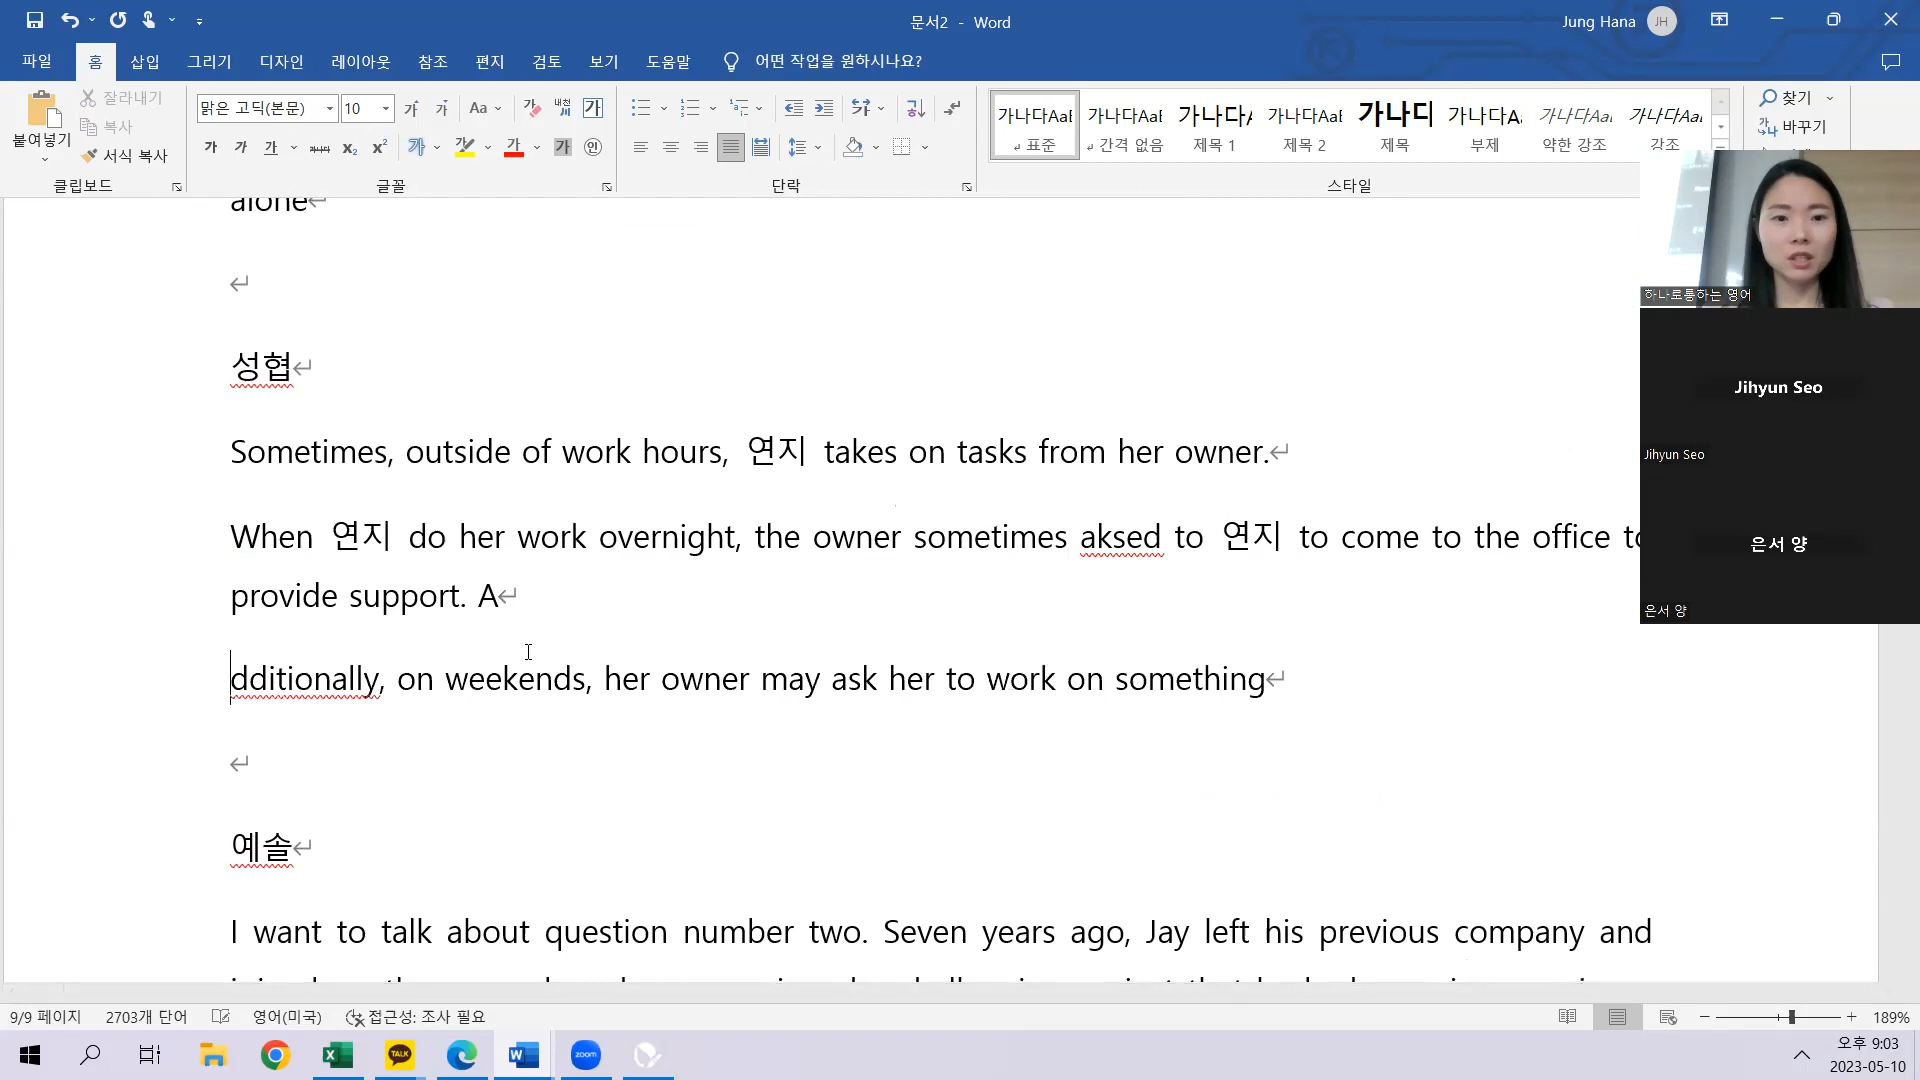 문서2 - Word
Jung Hana JH
파일 홈 삽입 그리기 디자인 레이아웃 참조 편지 검토 보기 도움말 어떤 작업을 원하시나요?
붙여넣기
잘라내기
복사
서식 복사
클립보드
맑은 고딕(본문) 10
글꼴
단락
가나다AaB 표준
가나다AaB 간격 없음
가나다 제목 1
가나다AaB 제목 2
가나다 제목
가나다Aa 부제
가나다Aa 약한 강조
가나다Aa 강조
스타일
찾기
바꾸기
alone
성협
Sometimes, outside of work hours, 연지 takes on tasks from her owner.
When 연지 do her work overnight, the owner sometimes aksed to 연지 to come to the office to
provide support. A
dditionally, on weekends, her owner may ask her to work on something
예솔
I want to talk about question number two. Seven years ago, Jay left his previous company and
하나로통하는 영어
Jihyun Seo
Jihyun Seo
은서 양
은서 양
9/9 페이지 2703개 단어 영어(미국) 접근성: 조사 필요
189%
TALK
zoom
오후 9:03
2023-05-10